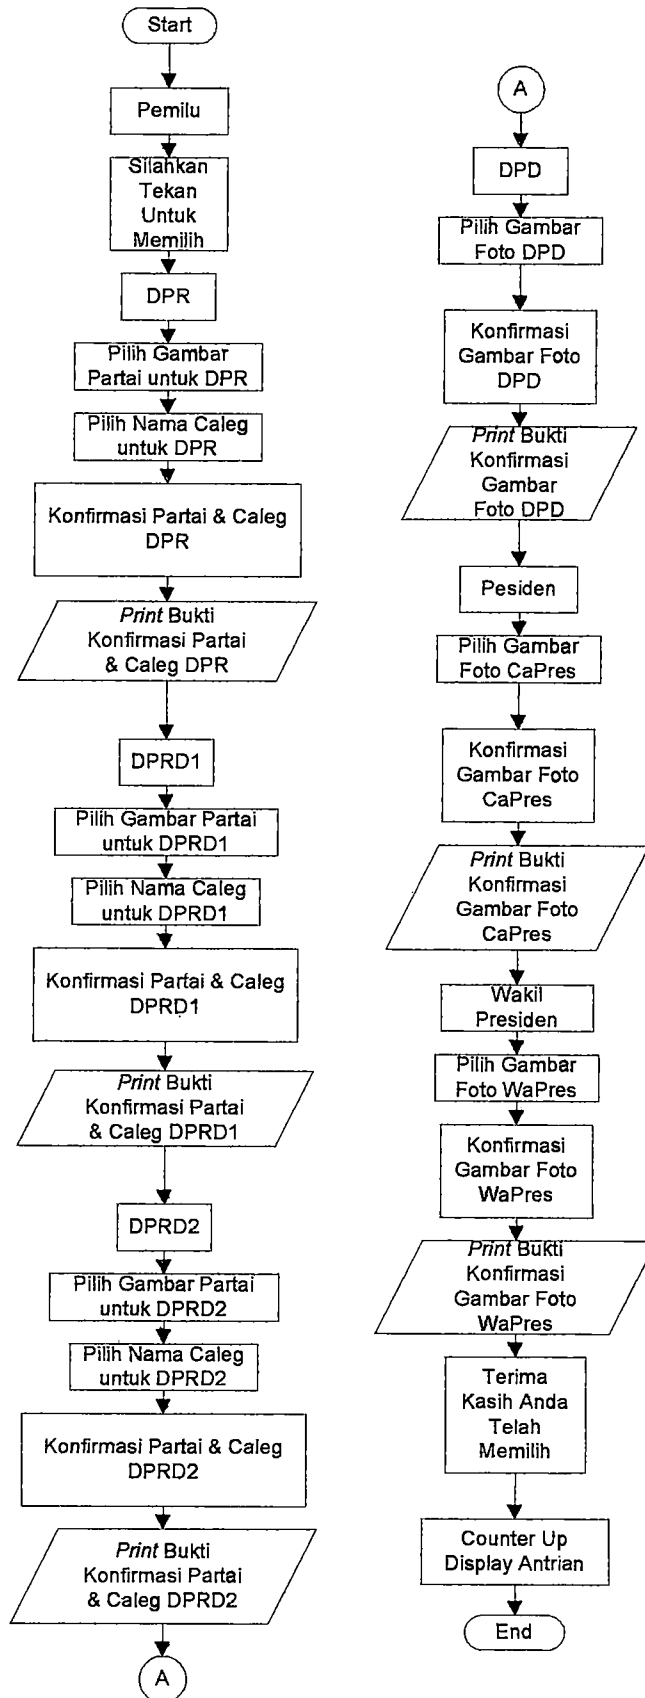 Start
Pemilu
Silahkan
Tekan
Untuk
Memilih
DPR
Pilih Gambar
Partai untuk DPR
Pilih Nama Caleg
untuk DPR
Konfirmasi Partai & Caleg
DPR
Print Bukti
Konfirmasi Partai
& Caleg DPR
DPRD1
Pilih Gambar Partai
untuk DPRD1
Pilih Nama Caleg
untuk DPRD1
Konfirmasi Partai & Caleg
DPRD1
Print Bukti
Konfirmasi Partai
& Caleg DPRD1
DPRD2
Pilih Gambar Partai
untuk DPRD2
Pilih Nama Caleg
untuk DPRD2
Konfirmasi Partai & Caleg
DPRD2
Print Bukti
Konfirmasi Partai
& Caleg DPRD2
A
A
DPD
Pilih Gambar
Foto DPD
Konfirmasi
Gambar Foto
DPD
Print Bukti
Konfirmasi
Gambar
Foto DPD
Pesiden
Pilih Gambar
Foto CaPres
Konfirmasi
Gambar Foto
CaPres
Print Bukti
Konfirmasi
Gambar Foto
CaPres
Wakil
Presiden
Pilih Gambar
Foto WaPres
Konfirmasi
Gambar Foto
WaPres
Print Bukti
Konfirmasi
Gambar Foto
WaPres
Terima
Kasih Anda
Telah
Memilih
Counter Up
Display Antrian
End